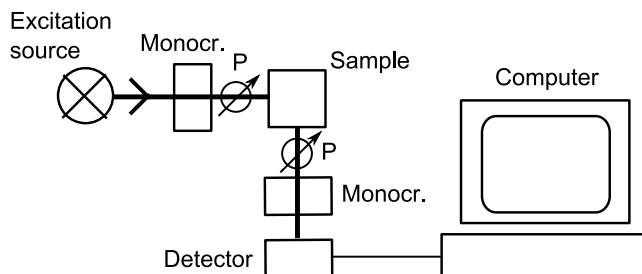 Excitation
source
Monocr.
P
Sample
Computer
P
Monocr.
Detector